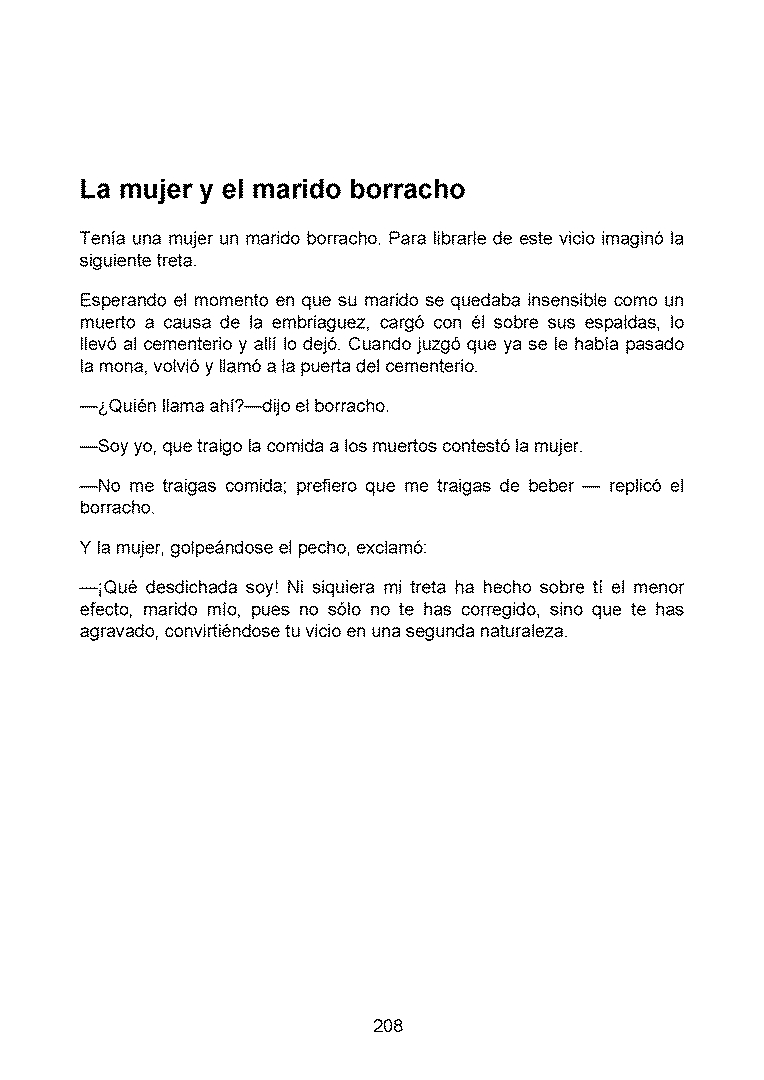 La mujer y el marido borracho
Tenía una mujer un marido borracho. Para librarle de este vicio imaginó la
siguiente treta.
Esperando el momento en que su marido se quedaba insensible como un
muerto a causa de la embriaguez, cargó con él sobre sus espaldas, lo
llevó al cementerio y allí lo dejó. Cuando juzgó que ya se le había pasado
la mona, volvió y llamó a la puerta del cementerio.
—¿Quién llama ahí?—dijo el borracho.
—Soy yo, que traigo la comida a los muertos contestó la mujer.
—No me traigas comida; prefiero que me traigas de beber — replicó el
borracho.
Y la mujer, golpeándose el pecho, exclamó:
—¡Qué desdichada soy! Ni siquiera mi treta ha hecho sobre tí el menor
efecto, marido mío, pues no sólo no te has corregido, sino que te has
agravado, convirtiéndose tu vicio en una segunda naturaleza.
208